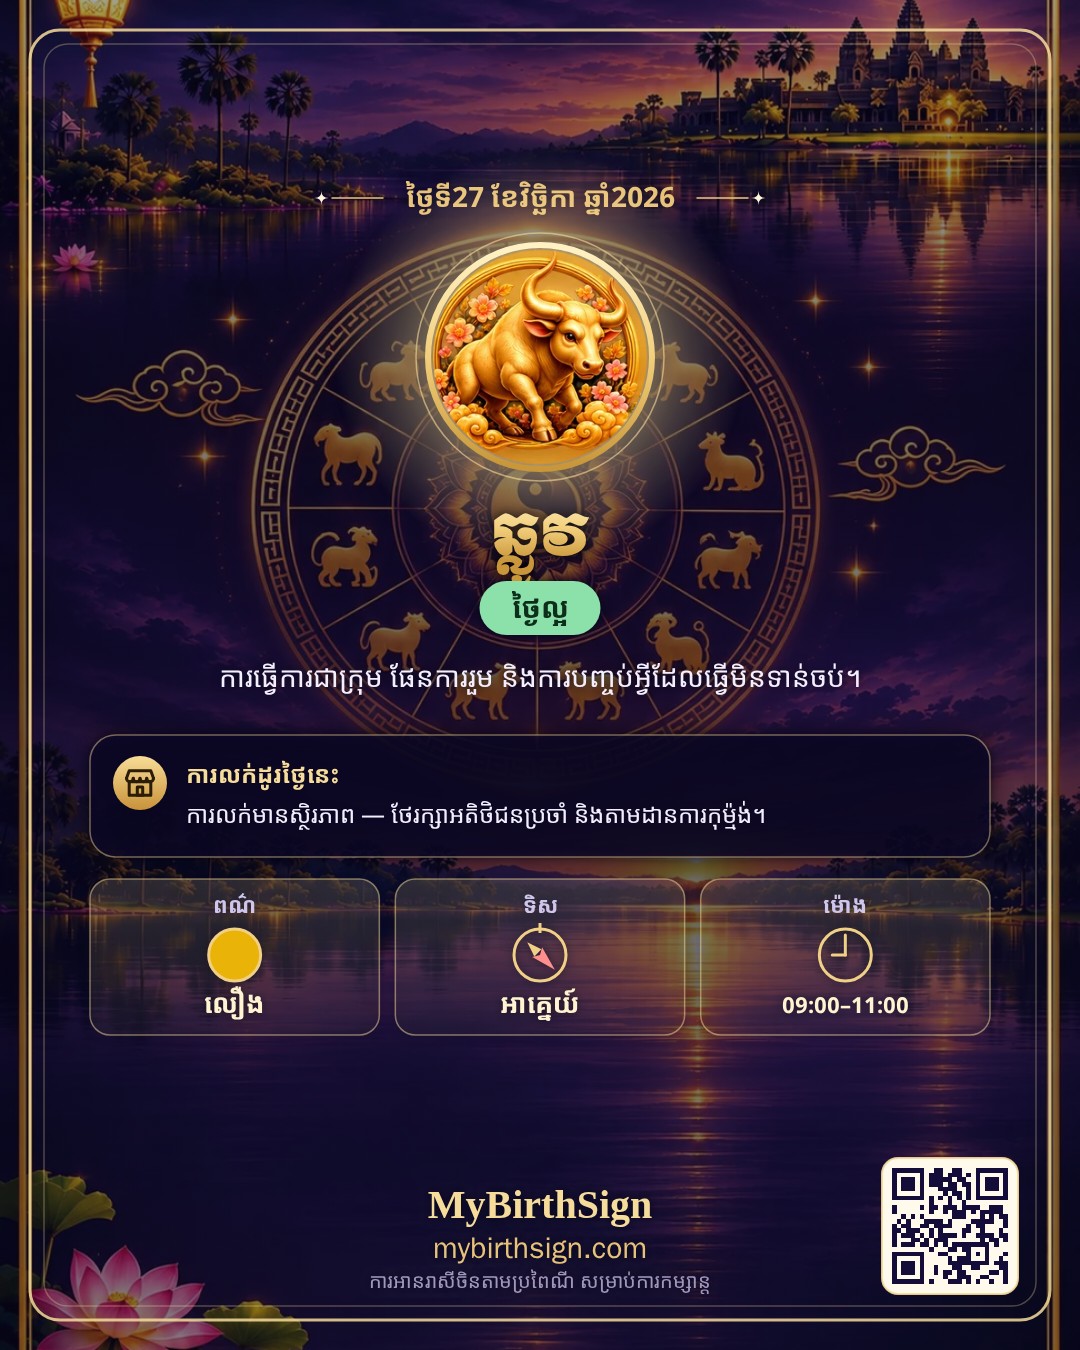 ថ្ងៃទី27 ខែវិច្ឆិកា ឆ្នាំ2026
ឆ្លូវ
ថ្ងៃល្អ
ការធ្វើការជាក្រុម ផែនការរួម និងការបញ្ចប់អ្វីដែលធ្វើមិនទាន់ចប់។
ការលក់ដូរថ្ងៃនេះ
ការលក់មានស្ថិរភាព — ថែរក្សាអតិថិជនប្រចាំ និងតាមដានការកុម្ម៉ង់។
ពណ៌
ទិស
ម៉ោង
លឿង
អាគ្នេយ៍
09:00–11:00
MyBirthSign
mybirthsign.com
ការអានរាសីចិនតាមប្រពៃណី សម្រាប់ការកម្សាន្ត